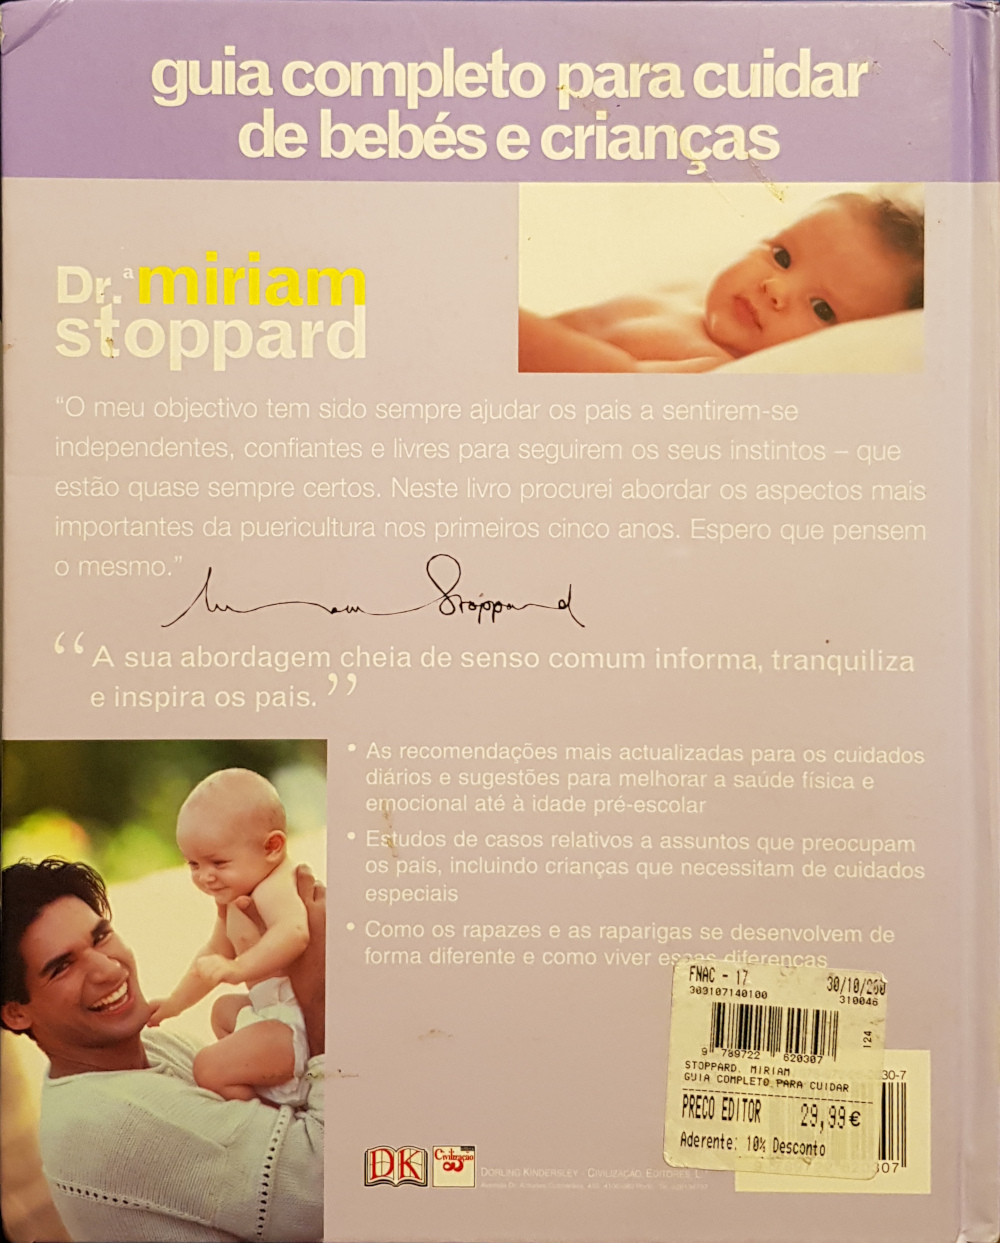 guia completo para cuidar
de bebés e crianças
Dr.ª miriam
stoppard
“O meu objectivo tem sido sempre ajudar os pais a sentirem-se
independentes, confiantes e livres para seguirem os seus instintos – que
estão quase sempre certos. Neste livro procurei abordar os aspectos mais
importantes da puericultura nos primeiros cinco anos. Espero que pensem
o mesmo.”
Miriam Stoppard
“ A sua abordagem cheia de senso comum informa, tranquiliza
e inspira os pais. ”
• As recomendações mais actualizadas para os cuidados
diários e sugestões para melhorar a saúde física e
emocional até à idade pré-escolar
• Estudos de casos relativos a assuntos que preocupam
os pais, incluindo crianças que necessitam de cuidados
especiais
• Como os rapazes e as raparigas se desenvolvem de
forma diferente e como viver essas diferenças
FNAC - 17 30/10/200
309107140100 310046
124
9 789722 620307
STOPPARD, MIRIAM
GUIA COMPLETO PARA CUIDAR
PRECO EDITOR 29,99€
Aderente: 10% Desconto
30-7
307
DK Civilização
DORLING KINDERSLEY - CIVILIZAÇÃO, EDITORES, L